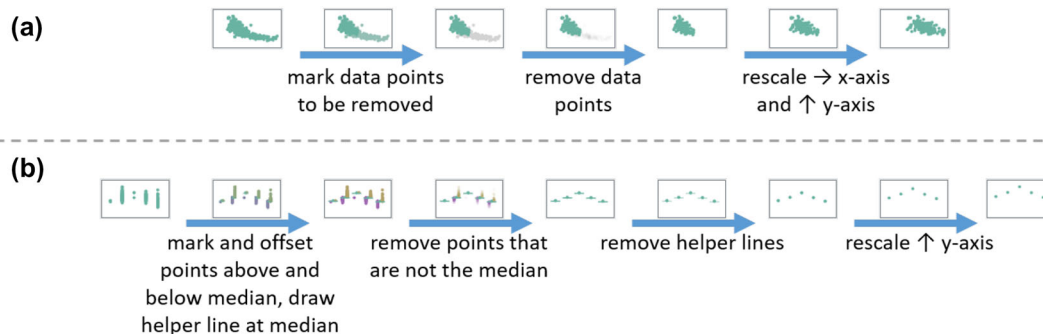 (a)
mark data points
to be removed
remove data
points
rescale → x-axis
and ↑ y-axis
(b)
mark and offset
points above and
below median, draw
helper line at median
remove points that
are not the median
remove helper lines
rescale ↑ y-axis